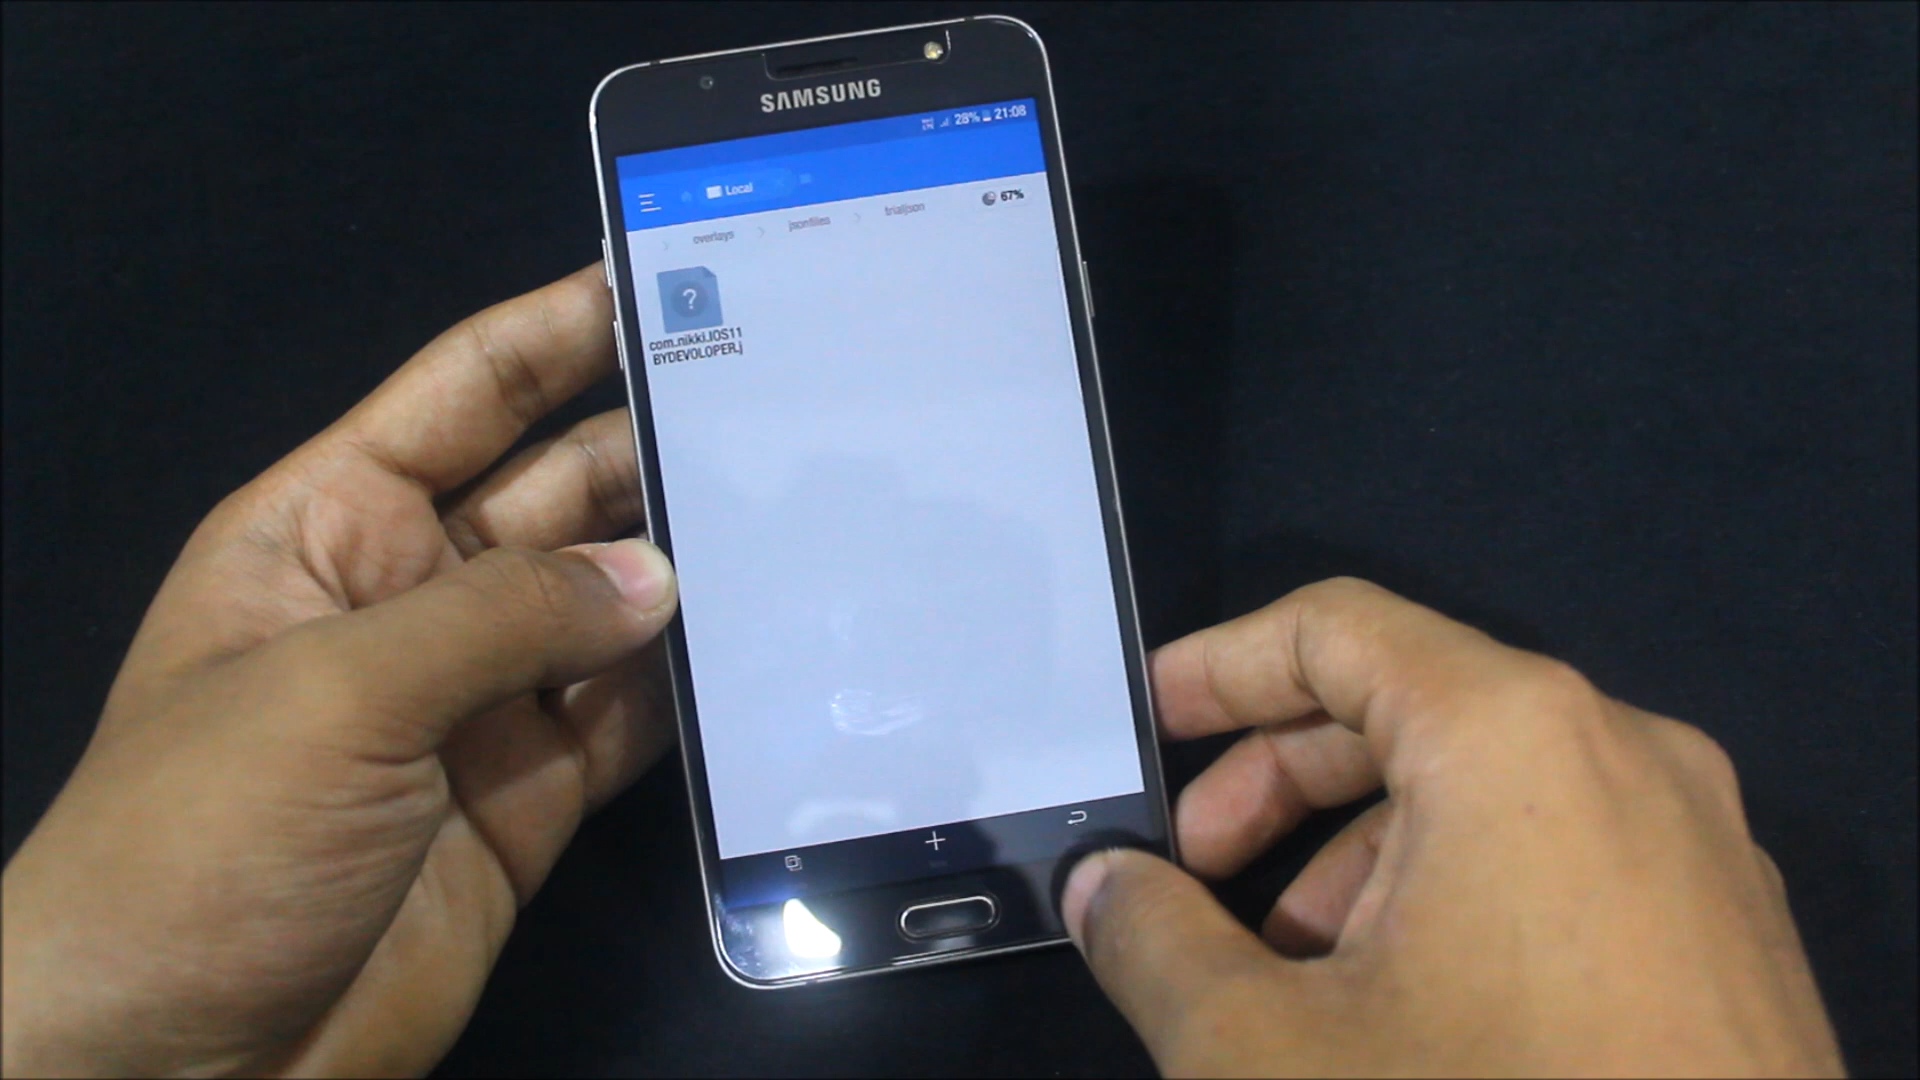 SAMSUNG
28% 21:08
Local
overlays jsonfiles trialjson 67%
com.nikki.IOS11
BYDEVOLOPER.j